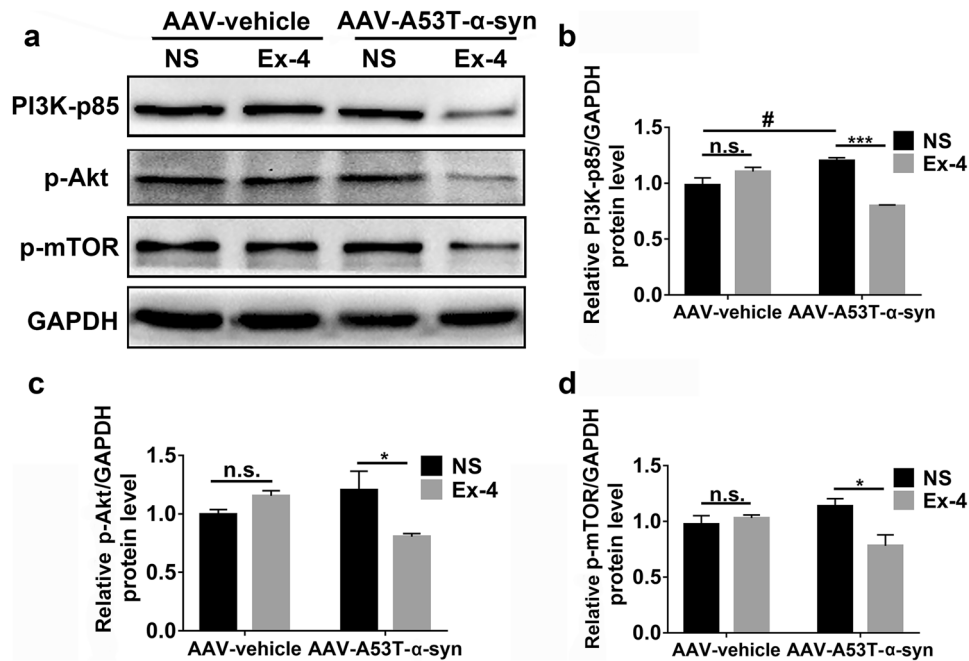 a
AAV-vehicle AAV-A53T-α-syn
NS Ex-4 NS Ex-4
PI3K-p85
p-Akt
p-mTOR
GAPDH
b
Relative PI3K-p85/GAPDH
protein level
1.5
1.0
0.5
0.0
#
n.s.
***
NS
Ex-4
AAV-vehicle AAV-A53T-α-syn
c
Relative p-Akt/GAPDH
protein level
1.5
1.0
0.5
0.0
n.s.
*
NS
Ex-4
AAV-vehicle AAV-A53T-α-syn
d
Relative p-mTOR/GAPDH
protein level
1.5
1.0
0.5
0.0
n.s.
*
NS
Ex-4
AAV-vehicle AAV-A53T-α-syn